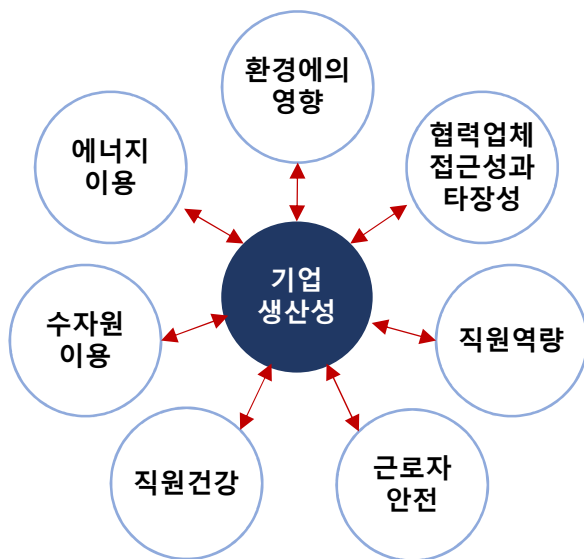 환경에의
영향
에너지
이용
협력업체
접근성과
타장성
기업
생산성
수자원
이용
직원역량
직원건강
근로자
안전